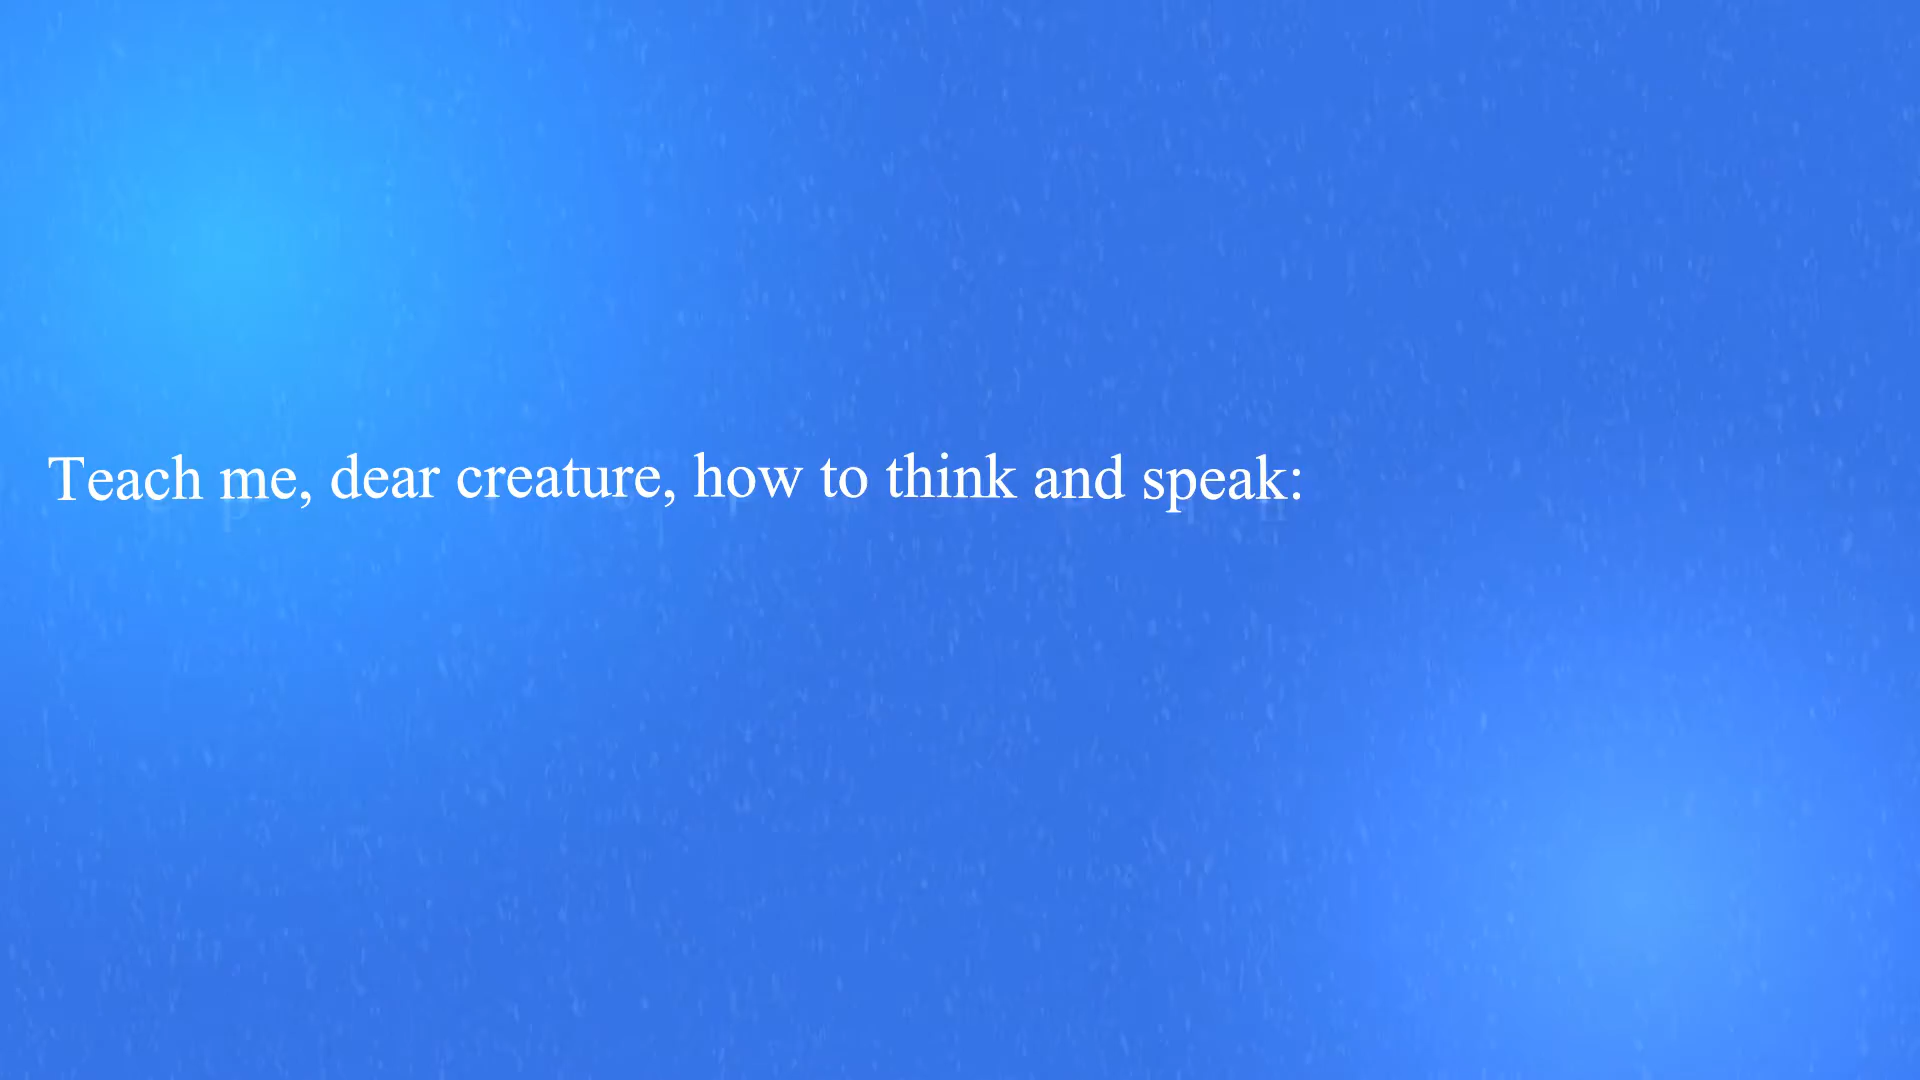 Teach me, dear creature, how to think and speak: